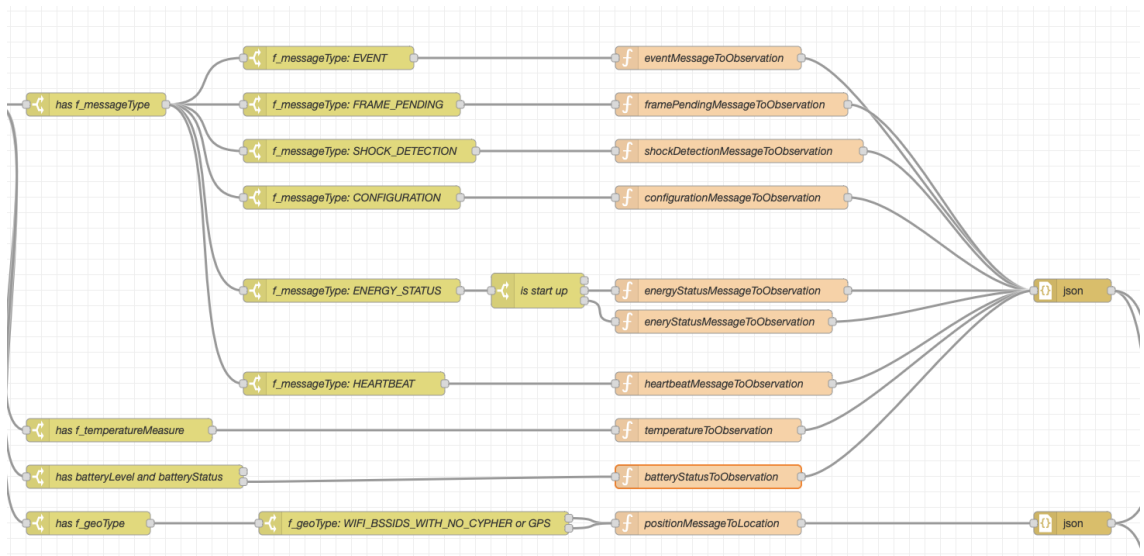 f_messageType: EVENT
eventMessageToObservation
has f_messageType
f_messageType: FRAME_PENDING
framePendingMessageToObservation
f_messageType: SHOCK_DETECTION
shockDetectionMessageToObservation
f_messageType: CONFIGURATION
configurationMessageToObservation
f_messageType: ENERGY_STATUS
is start up
energyStatusMessageToObservation
json
eneryStatusMessageToObservation
f_messageType: HEARTBEAT
heartbeatMessageToObservation
has f_temperatureMeasure
temperatureToObservation
has batteryLevel and batteryStatus
batteryStatusToObservation
has f_geoType
f_geoType: WIFI_BSSIDS_WITH_NO_CYPHER or GPS
positionMessageToLocation
json